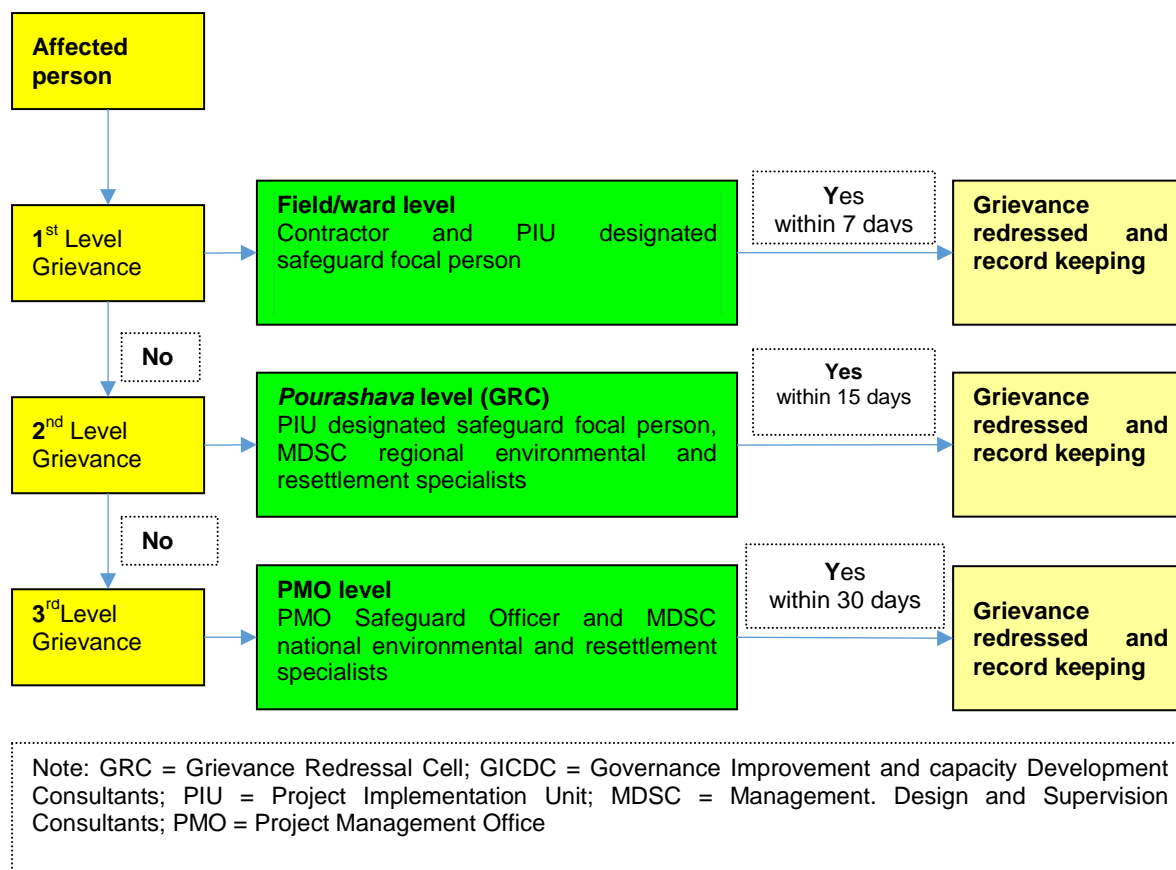 Affected
person
1st Level
Grievance
Field/ward level
Contractor and PIU designated
safeguard focal person
Yes
within 7 days
Grievance
redressed and
record keeping
No
2nd Level
Grievance
Pourashava level (GRC)
PIU designated safeguard focal person,
MDSC regional environmental and
resettlement specialists
Yes
within 15 days
Grievance
redressed and
record keeping
No
3rdLevel
Grievance
PMO level
PMO Safeguard Officer and MDSC
national environmental and resettlement
specialists
Yes
within 30 days
Grievance
redressed and
record keeping
Note: GRC = Grievance Redressal Cell; GICDC = Governance Improvement and capacity Development
Consultants; PIU = Project Implementation Unit; MDSC = Management. Design and Supervision
Consultants; PMO = Project Management Office